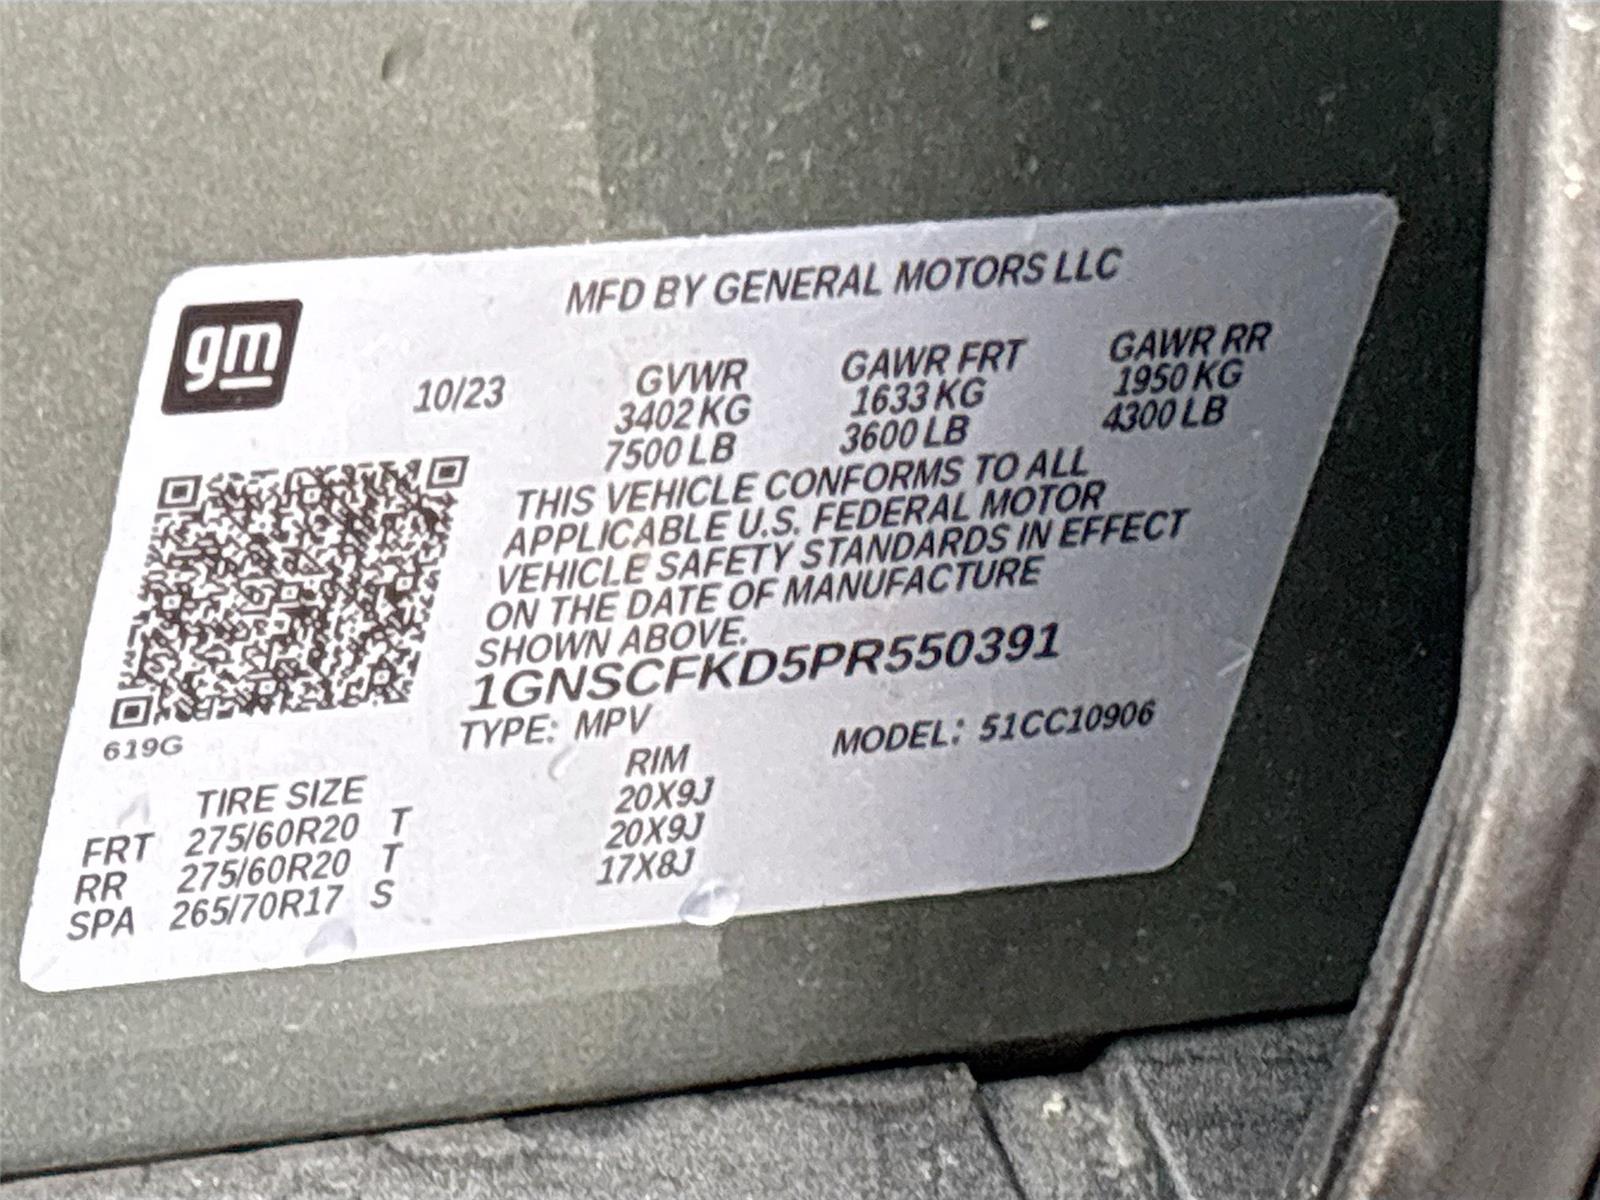 gm
MFD BY GENERAL MOTORS LLC
10/23 GVWR GAWR FRT GAWR RR
3402 KG 1633 KG 1950 KG
7500 LB 3600 LB 4300 LB
THIS VEHICLE CONFORMS TO ALL
APPLICABLE U.S. FEDERAL MOTOR
VEHICLE SAFETY STANDARDS IN EFFECT
ON THE DATE OF MANUFACTURE
SHOWN ABOVE.
1GNSCFKD5PR550391
619G
TYPE: MPV MODEL: 51CC10906
TIRE SIZE RIM
FRT 275/60R20 T 20X9J
RR 275/60R20 T 20X9J
SPA 265/70R17 S 17X8J